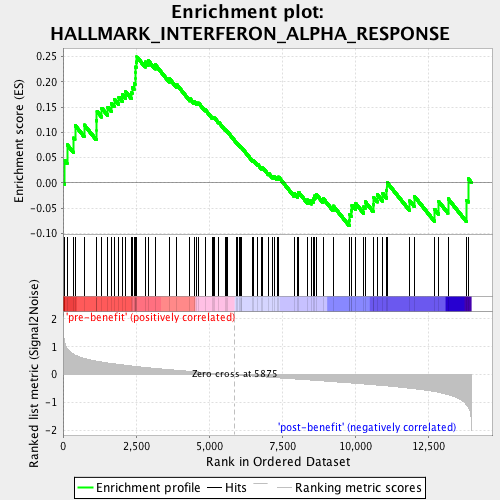 Enrichment plot:
HALLMARK_INTERFERON_ALPHA_RESPONSE
Enrichment score (ES)
0.25
0.20
0.15
0.10
0.05
0.00
-0.05
-0.10
'pre-benefit' (positively correlated)
Ranked list metric (Signal2Noise)
2
1
0
-1
-2
Zero cross at 5875
'post-benefit' (negatively correlated)
0 2,500 5,000 7,500 10,000 12,500
Rank in Ordered Dataset
Enrichment profile Hits Ranking metric scores